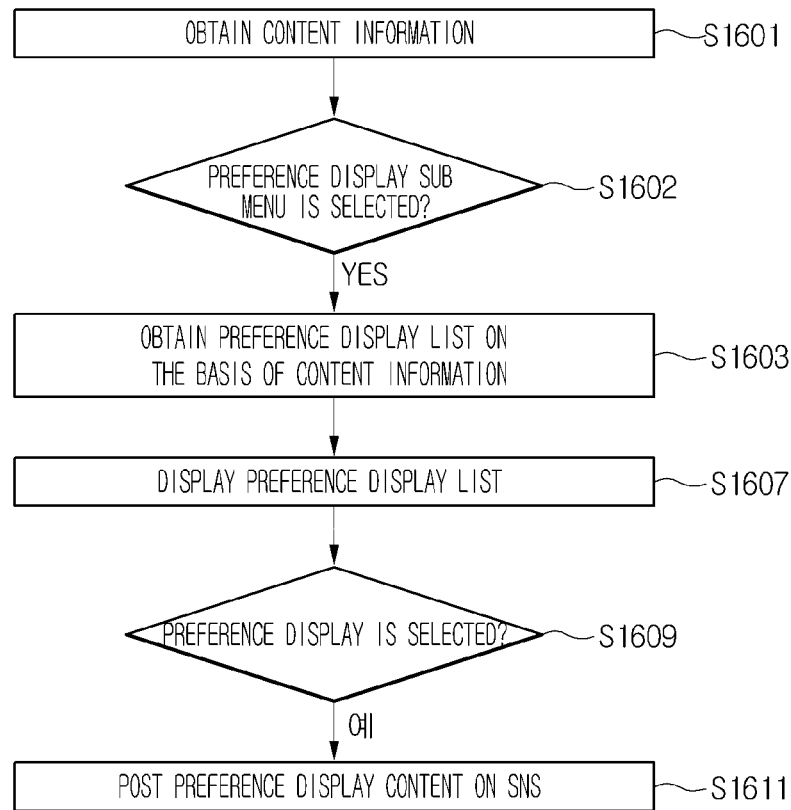 OBTAIN CONTENT INFORMATION
S1601
PREFERENCE DISPLAY SUB
MENU IS SELECTED?
S1602
YES
OBTAIN PREFERENCE DISPLAY LIST ON
THE BASIS OF CONTENT INFORMATION
S1603
DISPLAY PREFERENCE DISPLAY LIST
S1607
PREFERENCE DISPLAY IS SELECTED?
S1609
예
POST PREFERENCE DISPLAY CONTENT ON SNS
S1611